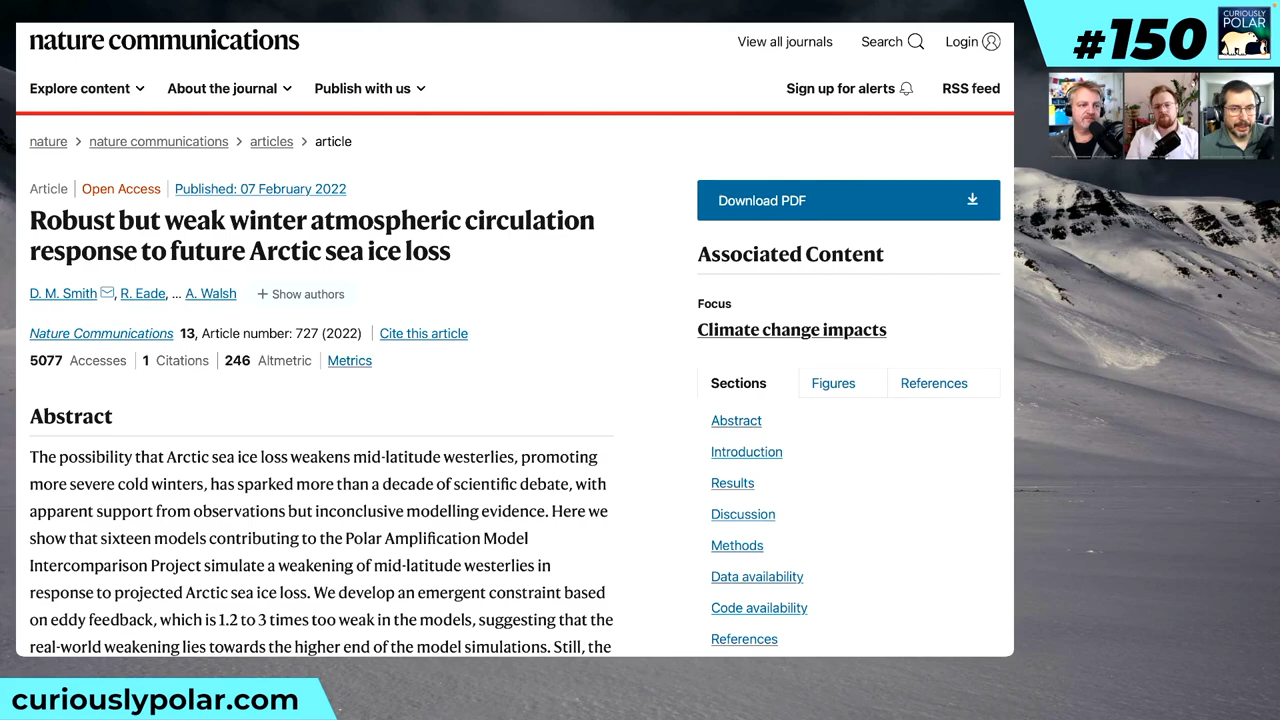 nature communications
View all journals
Search
Login
Explore content
About the journal
Publish with us
Sign up for alerts
RSS feed
nature > nature communications > articles > article
Article | Open Access | Published: 07 February 2022
Robust but weak winter atmospheric circulation
response to future Arctic sea ice loss
D. M. Smith, R. Eade, ... A. Walsh + Show authors
Nature Communications 13, Article number: 727 (2022) | Cite this article
5077 Accesses | 1 Citations | 246 Altmetric | Metrics
Abstract
The possibility that Arctic sea ice loss weakens mid-latitude westerlies, promoting
more severe cold winters, has sparked more than a decade of scientific debate, with
apparent support from observations but inconclusive modelling evidence. Here we
show that sixteen models contributing to the Polar Amplification Model
Intercomparison Project simulate a weakening of mid-latitude westerlies in
response to projected Arctic sea ice loss. We develop an emergent constraint based
on eddy feedback, which is 1.2 to 3 times too weak in the models, suggesting that the
real-world weakening lies towards the higher end of the model simulations. Still, the
Download PDF
Associated Content
Focus
Climate change impacts
Sections
Figures
References
Abstract
Introduction
Results
Discussion
Methods
Data availability
Code availability
References
#150
CURIOUSLY
POLAR
curiouslypolar.com